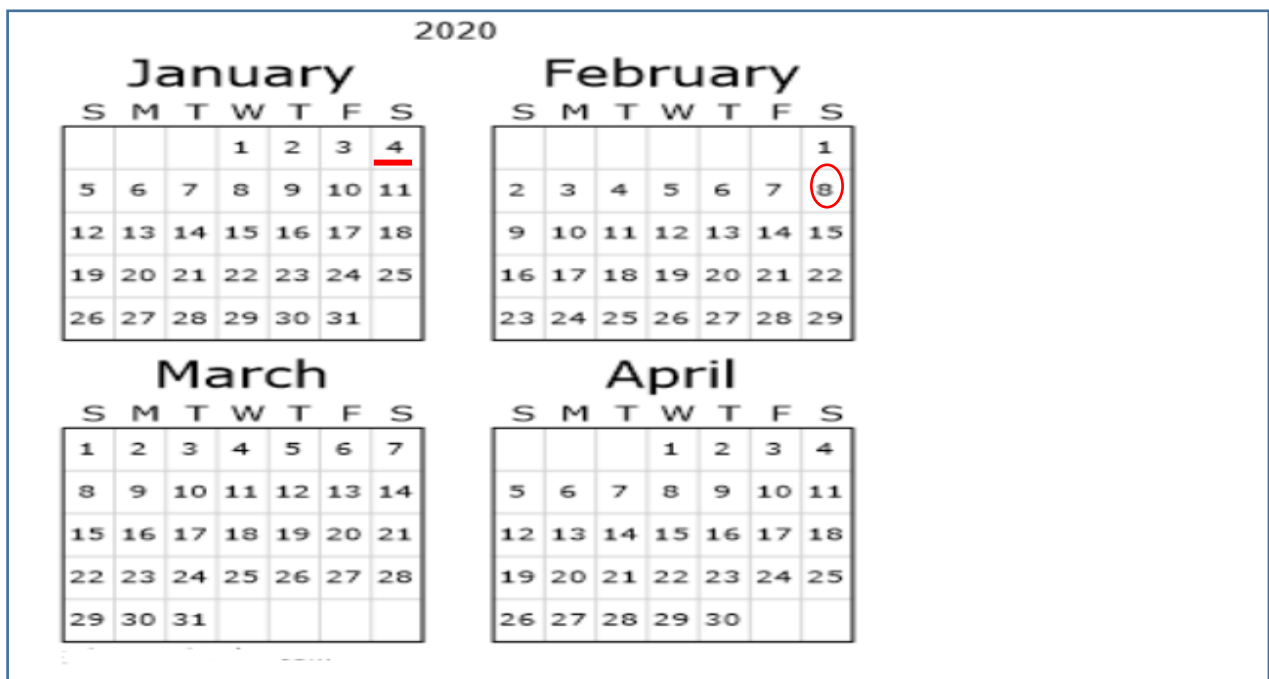 2020
January February
S M T W T F S S M T W T F S
1 2 3 4 1
5 6 7 8 9 10 11 2 3 4 5 6 7 8
12 13 14 15 16 17 18 9 10 11 12 13 14 15
19 20 21 22 23 24 25 16 17 18 19 20 21 22
26 27 28 29 30 31 23 24 25 26 27 28 29
March April
S M T W T F S S M T W T F S
1 2 3 4 5 6 7 1 2 3 4
8 9 10 11 12 13 14 5 6 7 8 9 10 11
15 16 17 18 19 20 21 12 13 14 15 16 17 18
22 23 24 25 26 27 28 19 20 21 22 23 24 25
29 30 31 26 27 28 29 30